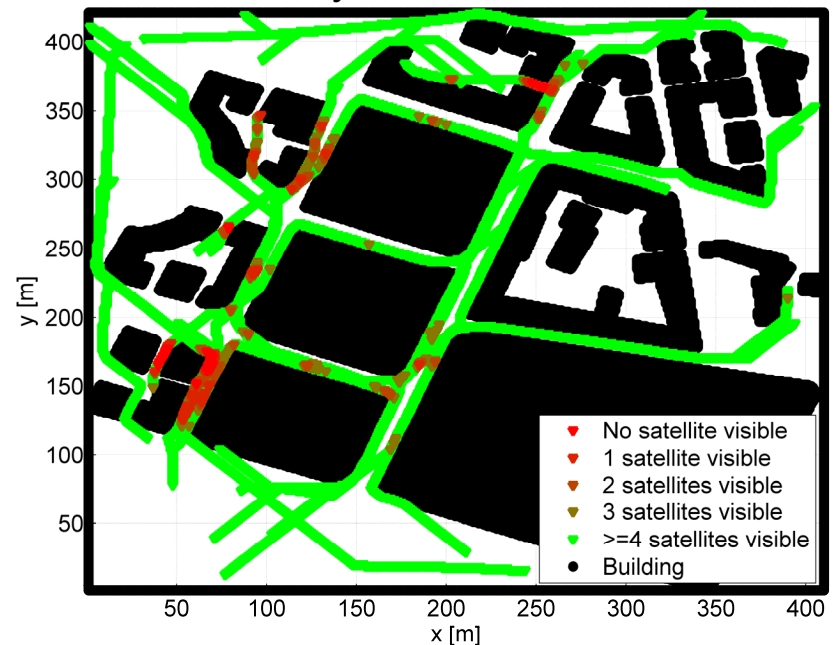 400
350
300
250
200
150
100
50
y [m]
50 100 150 200 250 300 350 400
x [m]
No satellite visible
1 satellite visible
2 satellites visible
3 satellites visible
>=4 satellites visible
Building